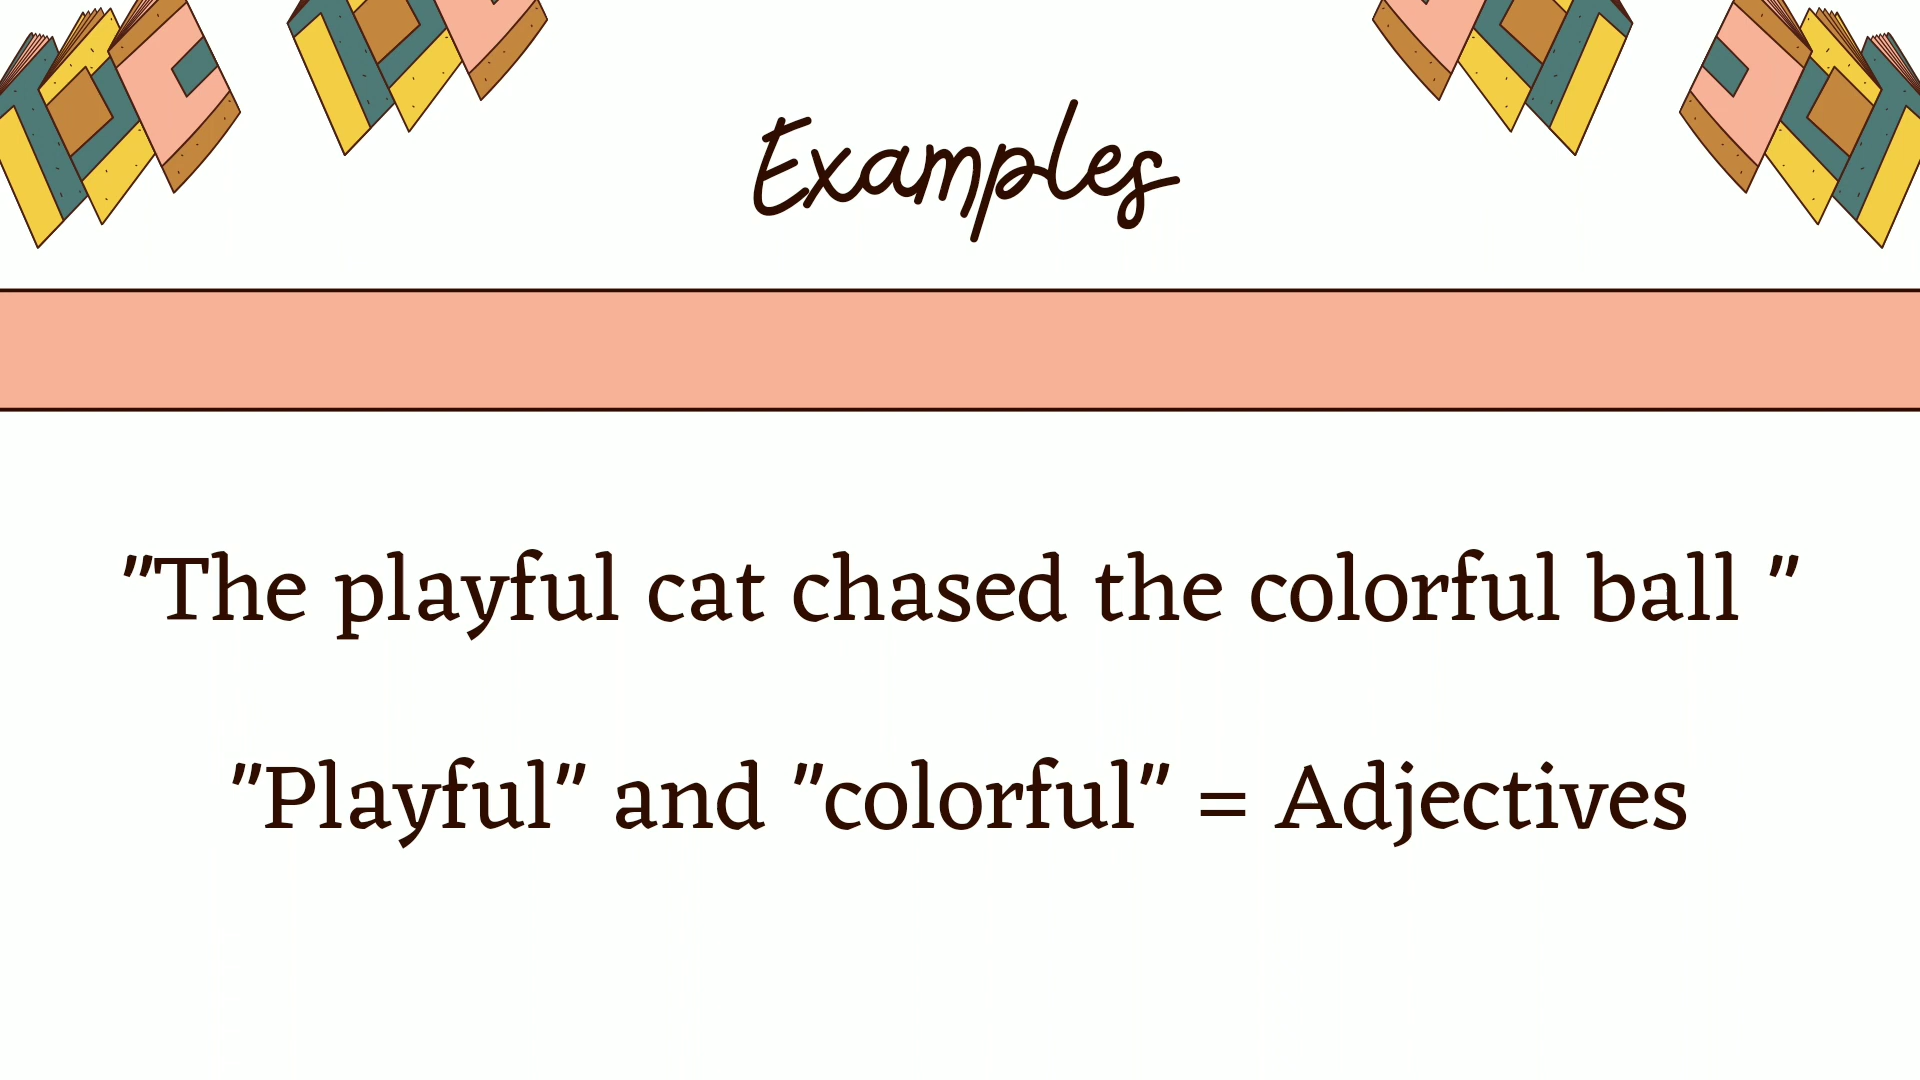 Examples
"The playful cat chased the colorful ball "
"Playful" and "colorful" = Adjectives